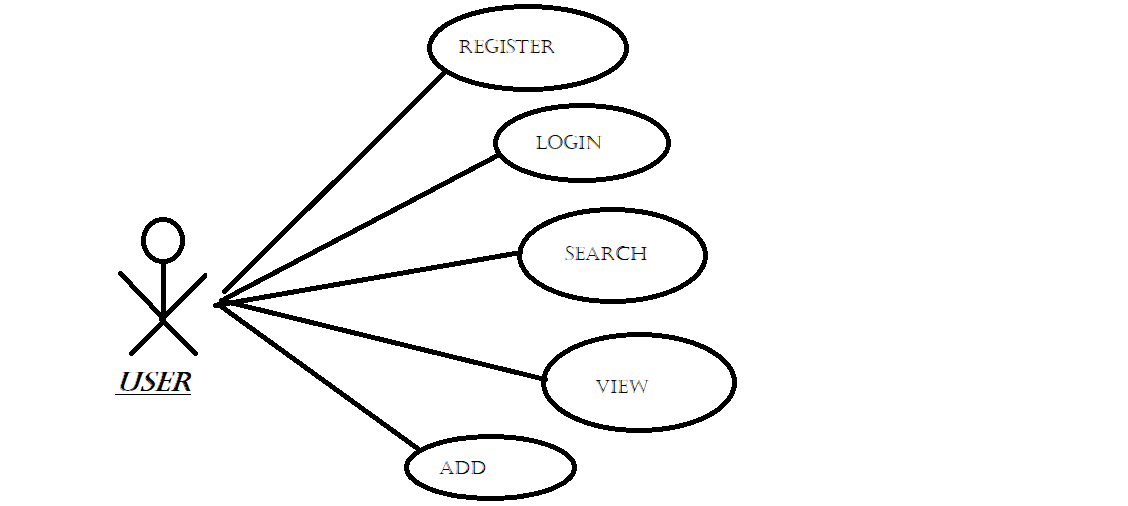 REGISTER
LOGIN
SEARCH
VIEW
ADD
USER